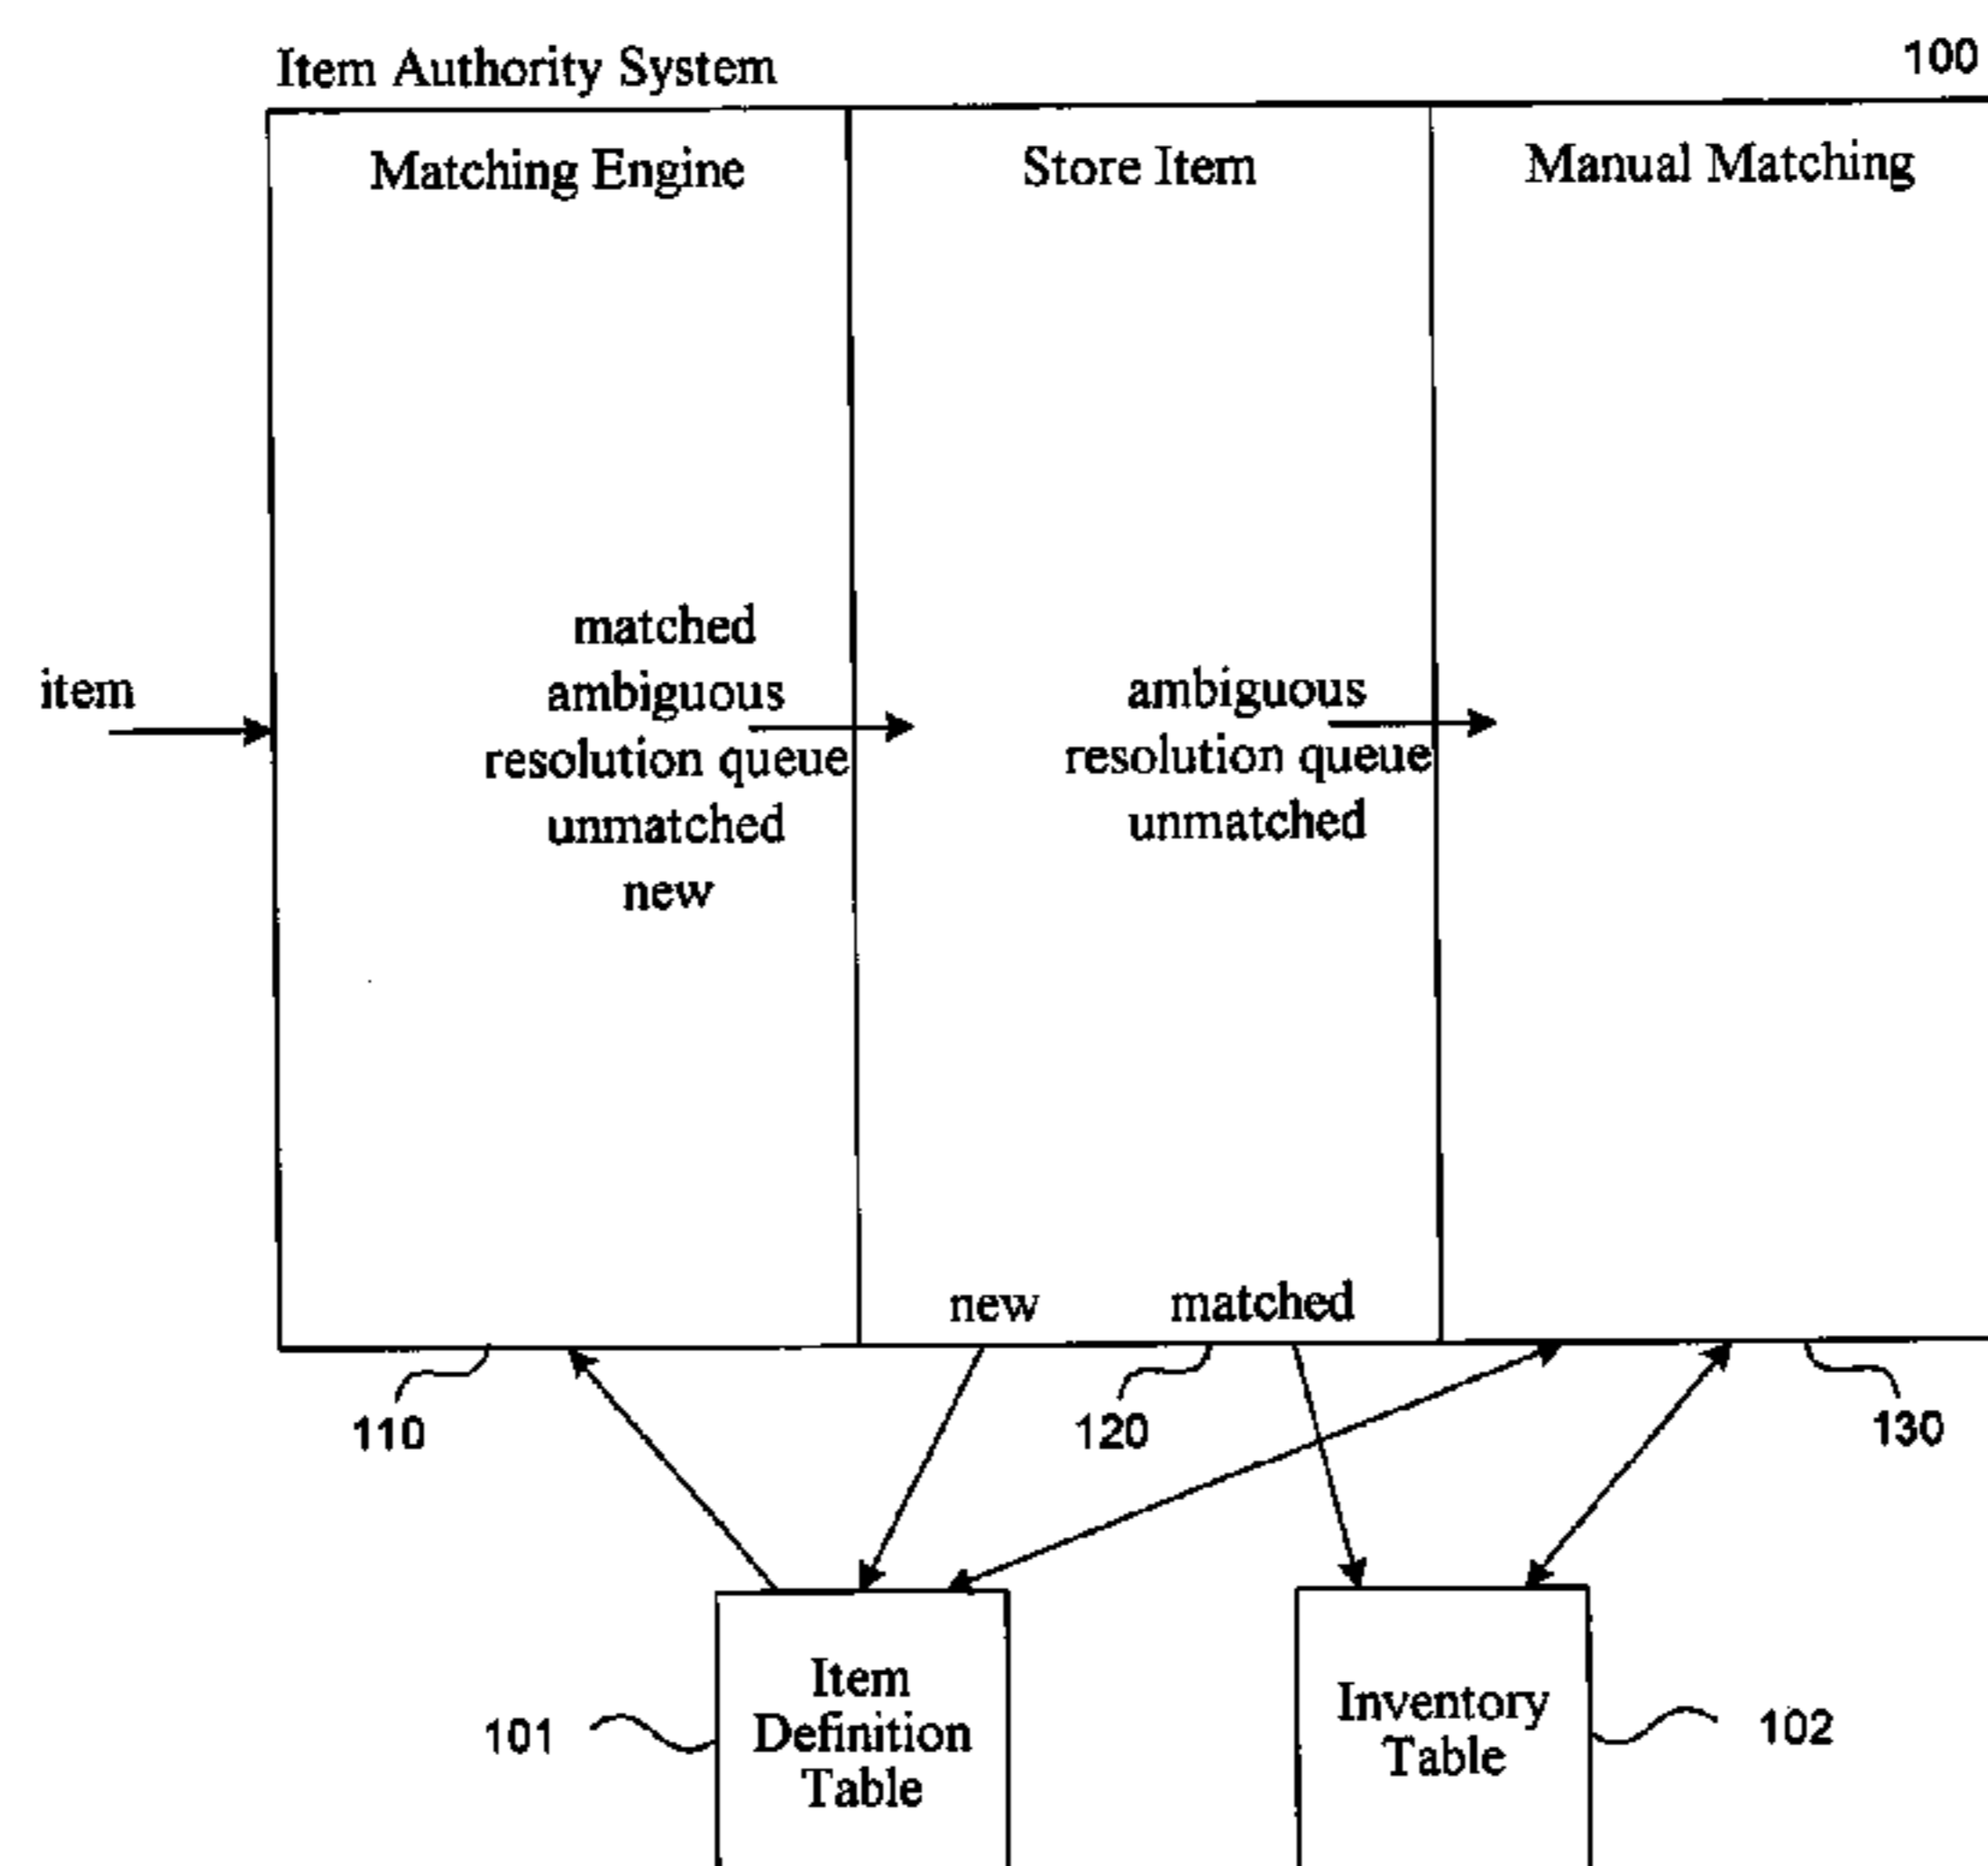 Item Authority System
100
Matching Engine
Store Item
Manual Matching
item
matched
ambiguous
resolution queue
unmatched
new
ambiguous
resolution queue
unmatched
new
matched
110
120
130
101
Item
Definition
Table
Inventory
Table
102